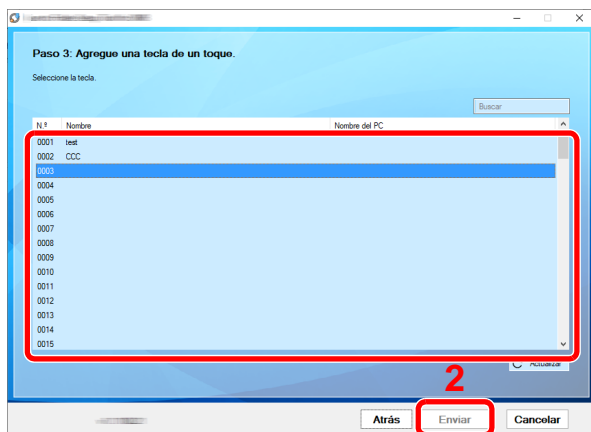 Paso 3: Agregue una tecla de un toque.
Seleccione la tecla.
Buscar
N.º Nombre Nombre del PC
0001 test
0002 CCC
0003
0004
0005
0006
0007
0008
0009
0010
0011
0012
0013
0014
0015
Actualizar
2
Atrás Enviar Cancelar